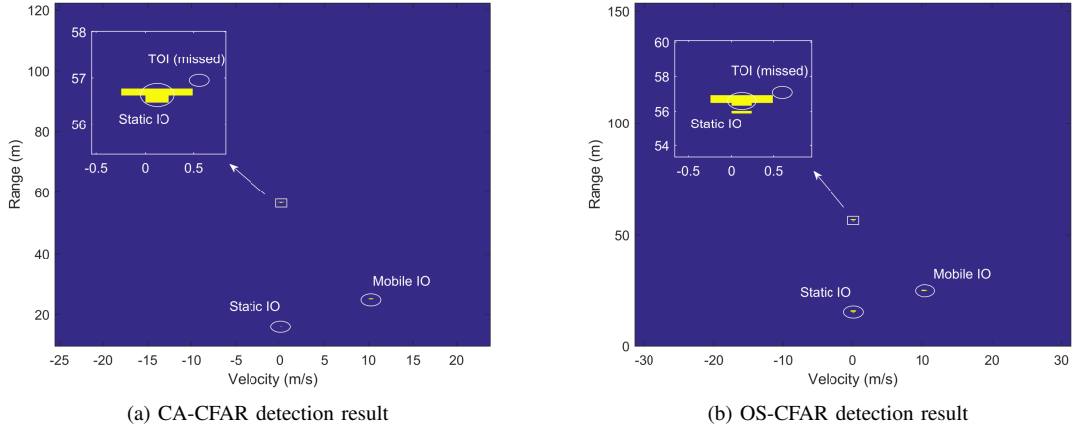 120
100
80
60
40
20
Range (m)
58
57
56
TOI (missed)
Static IO
-0.5 0 0.5
Mobile IO
Static IO
-25 -20 -15 -10 -5 0 5 10 15 20
Velocity (m/s)
(a) CA-CFAR detection result
150
100
50
0
Range (m)
60
58
56
54
TOI (missed)
Static IO
-0.5 0 0.5
Mobile IO
Static IO
-30 -20 -10 0 10 20 30
Velocity (m/s)
(b) OS-CFAR detection result